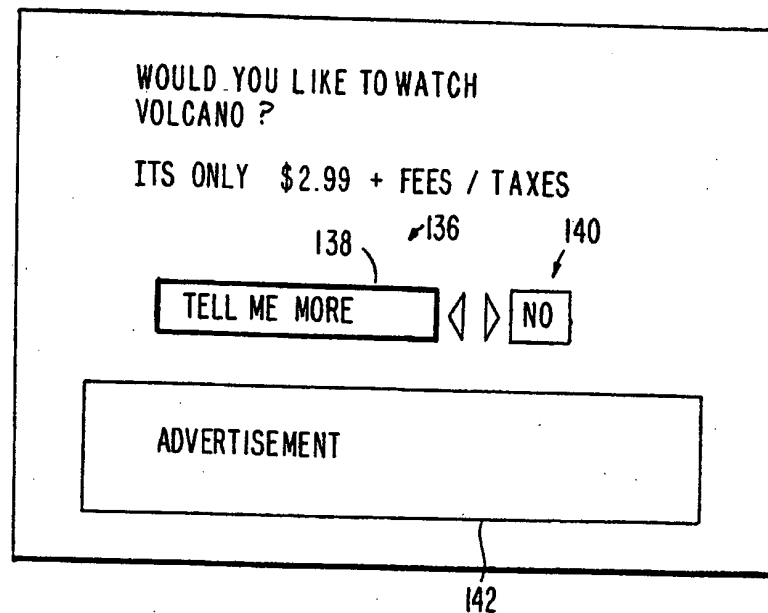 WOULD YOU LIKE TO WATCH
VOLCANO ?
ITS ONLY $2.99 + FEES / TAXES
138 136 140
TELL ME MORE NO
ADVERTISEMENT
142